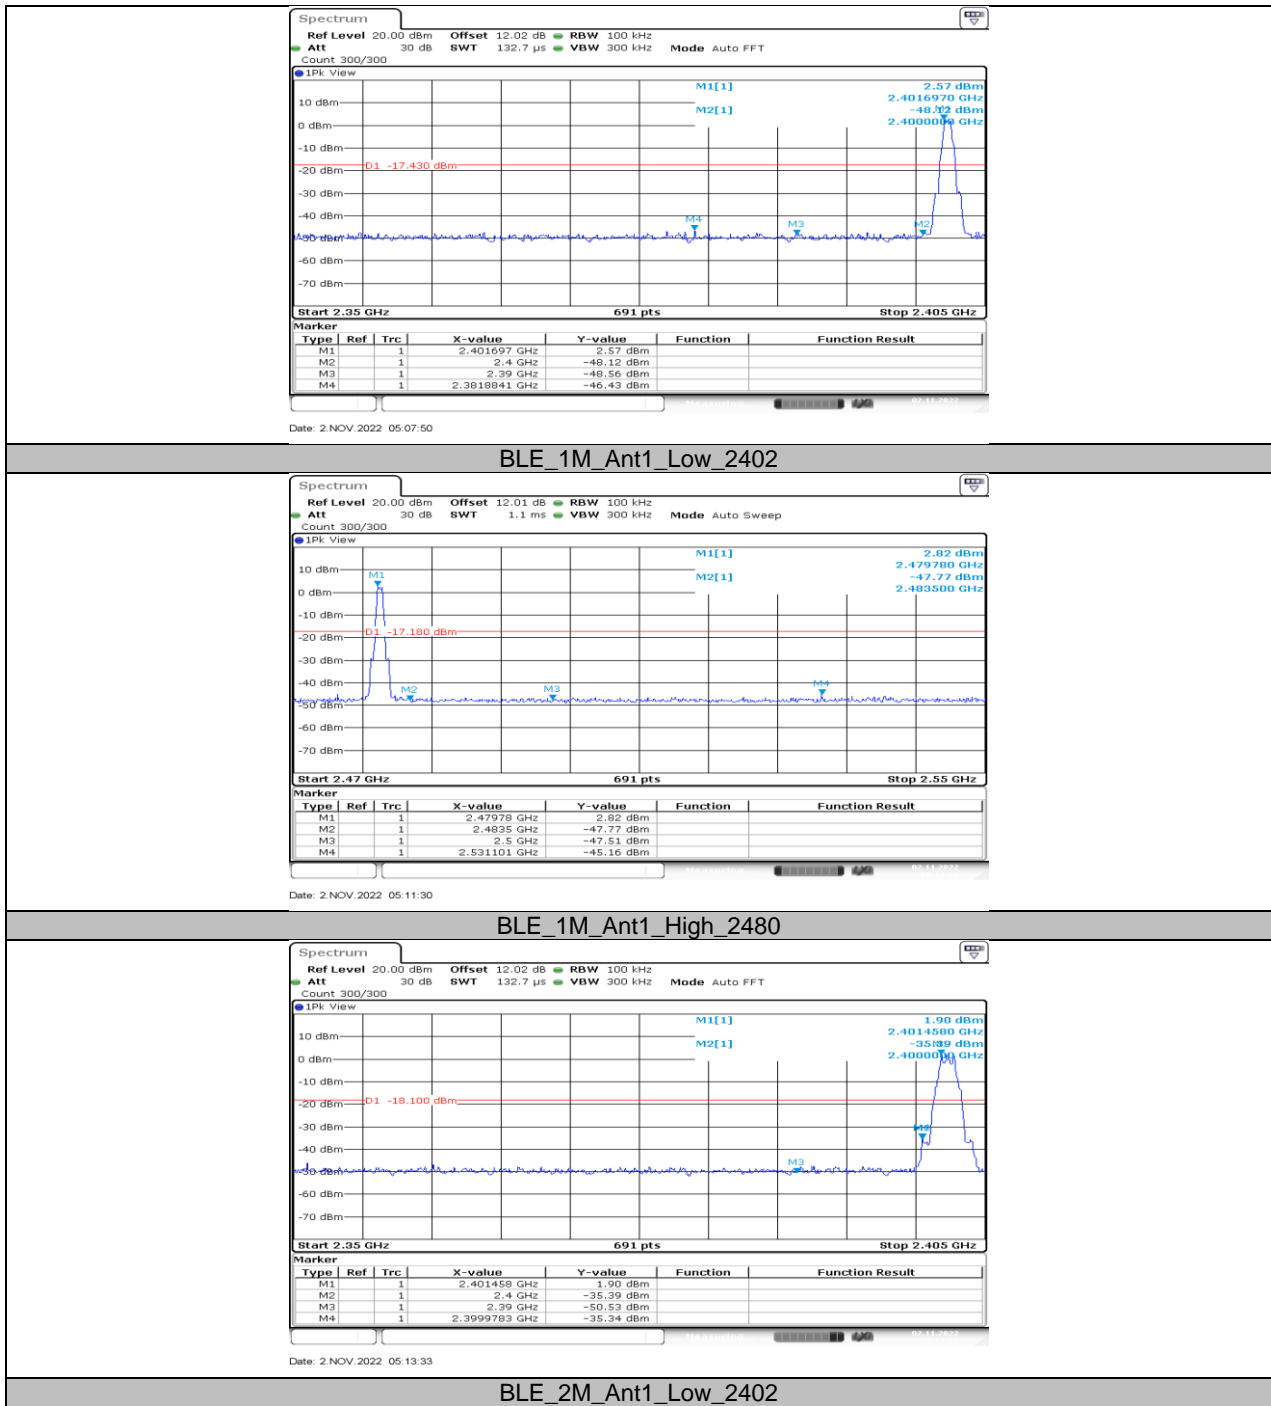 Spectrum
Ref Level 20.00 dBm Offset 12.02 dB RBW 100 kHz
Att 30 dB SWT 132.7 µs VBW 300 kHz Mode Auto FFT
Count 300/300
1Pk View
M1[1] 2.57 dBm
2.4016970 GHz
10 dBm
M2[1] -48.12 dBm
2.4000000 GHz
0 dBm
-10 dBm
D1 -17.430 dBm
-20 dBm
-30 dBm
-40 dBm
M4 M3 M2
-50 dBm
-60 dBm
-70 dBm
Start 2.35 GHz 691 pts Stop 2.405 GHz
Marker
Type Ref Trc X-value Y-value Function Function Result
M1 1 2.401697 GHz 2.57 dBm
M2 1 2.4 GHz -48.12 dBm
M3 1 2.39 GHz -48.56 dBm
M4 1 2.3818841 GHz -46.43 dBm
Date: 2.NOV.2022 05:07:50
BLE_1M_Ant1_Low_2402
Spectrum
Ref Level 20.00 dBm Offset 12.01 dB RBW 100 kHz
Att 30 dB SWT 1.1 ms VBW 300 kHz Mode Auto Sweep
Count 300/300
1Pk View
M1[1] 2.82 dBm
2.479780 GHz
10 dBm
M1
M2[1] -47.77 dBm
2.483500 GHz
0 dBm
-10 dBm
D1 -17.180 dBm
-20 dBm
-30 dBm
-40 dBm
M2 M3 M4
-50 dBm
-60 dBm
-70 dBm
Start 2.47 GHz 691 pts Stop 2.55 GHz
Marker
Type Ref Trc X-value Y-value Function Function Result
M1 1 2.47978 GHz 2.82 dBm
M2 1 2.4835 GHz -47.77 dBm
M3 1 2.5 GHz -47.51 dBm
M4 1 2.531101 GHz -45.16 dBm
Date: 2.NOV.2022 05:11:30
BLE_1M_Ant1_High_2480
Spectrum
Ref Level 20.00 dBm Offset 12.02 dB RBW 100 kHz
Att 30 dB SWT 132.7 µs VBW 300 kHz Mode Auto FFT
Count 300/300
1Pk View
M1[1] 1.90 dBm
2.4014580 GHz
10 dBm
M2[1] -35.39 dBm
2.4000000 GHz
0 dBm
-10 dBm
D1 -18.100 dBm
-20 dBm
-30 dBm
-40 dBm
M3
-50 dBm
-60 dBm
-70 dBm
Start 2.35 GHz 691 pts Stop 2.405 GHz
Marker
Type Ref Trc X-value Y-value Function Function Result
M1 1 2.401458 GHz 1.90 dBm
M2 1 2.4 GHz -35.39 dBm
M3 1 2.39 GHz -50.53 dBm
M4 1 2.3999783 GHz -35.34 dBm
Date: 2.NOV.2022 05:13:33
BLE_2M_Ant1_Low_2402